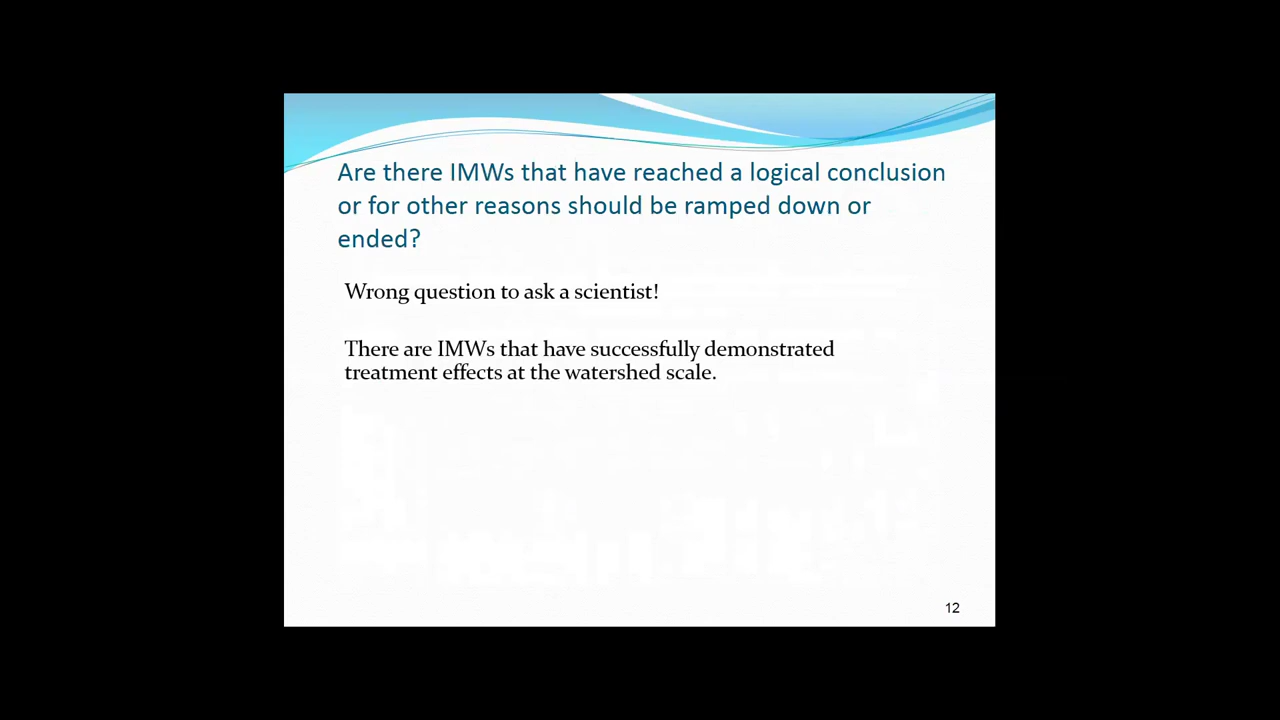 Are there IMWs that have reached a logical conclusion
or for other reasons should be ramped down or
ended?
Wrong question to ask a scientist!
There are IMWs that have successfully demonstrated
treatment effects at the watershed scale.
12